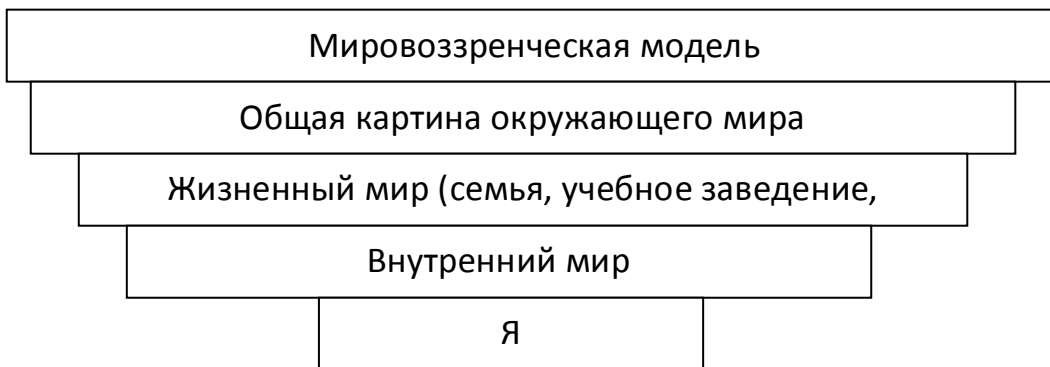 Мировоззренческая модель
Общая картина окружающего мира
Жизненный мир (семья, учебное заведение,
Внутренний мир
Я